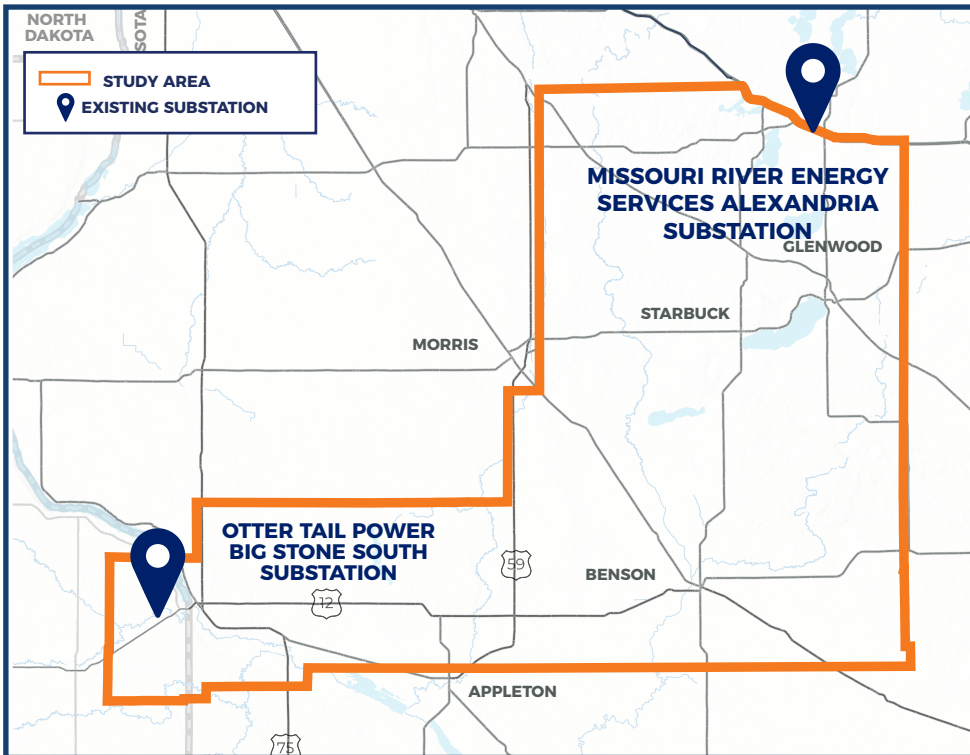 NORTH
DAKOTA
SOTA
STUDY AREA
EXISTING SUBSTATION
MISSOURI RIVER ENERGY
SERVICES ALEXANDRIA
SUBSTATION
GLENWOOD
STARBUCK
MORRIS
OTTER TAIL POWER
BIG STONE SOUTH
SUBSTATION
59
BENSON
12
APPLETON
75